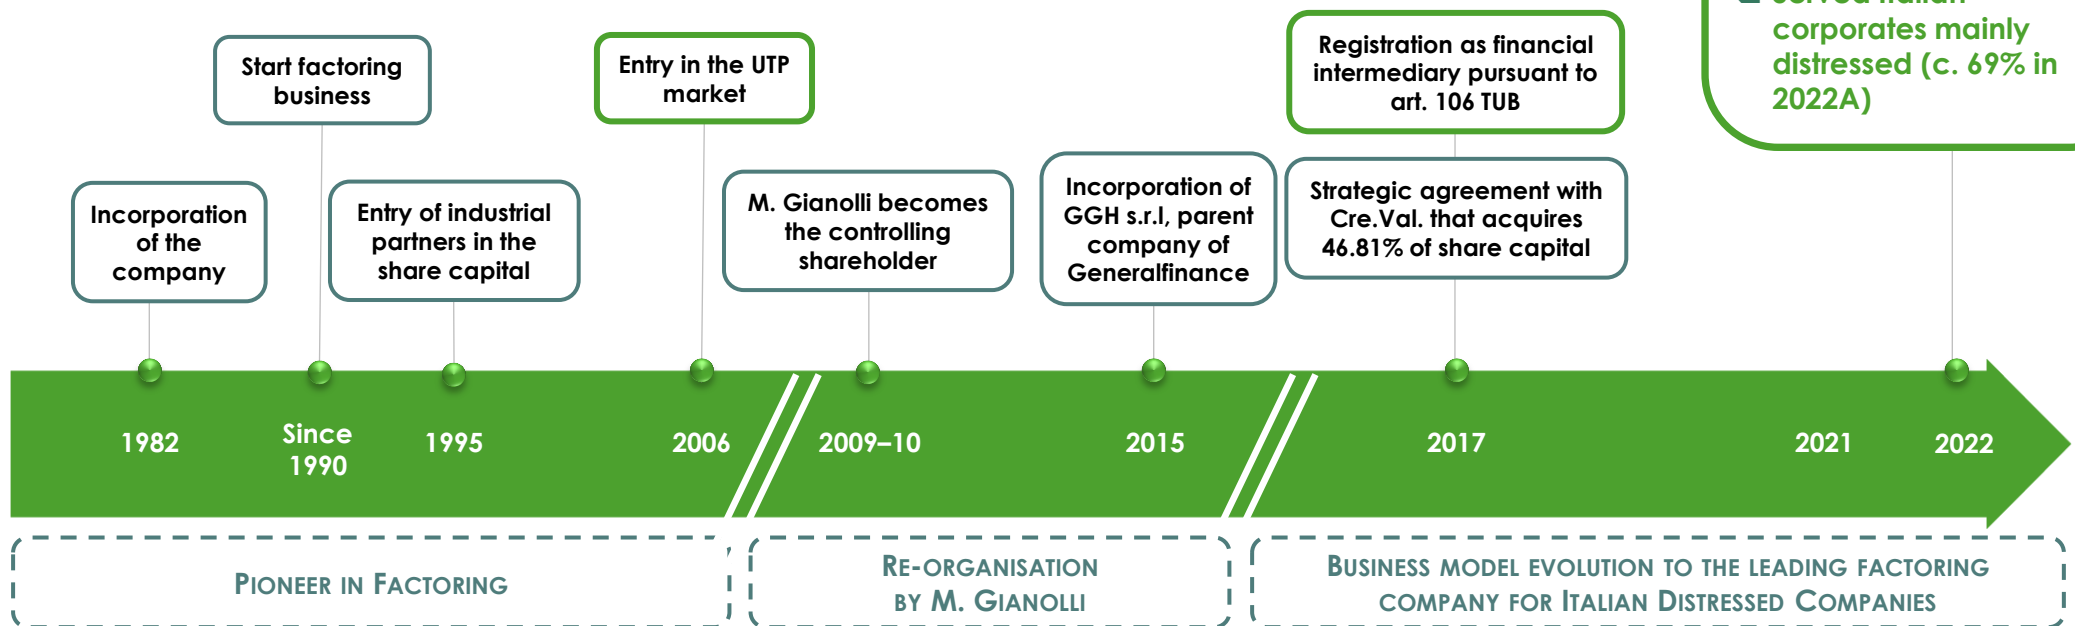 served Italian
corporates mainly
distressed (c. 69% in
2022A)
Start factoring
business
Entry in the UTP
market
Registration as financial
intermediary pursuant to
art. 106 TUB
Incorporation
of the
company
Entry of industrial
partners in the
share capital
M. Gianolli becomes
the controlling
shareholder
Incorporation of
GGH s.r.l, parent
company of
Generalfinance
Strategic agreement with
Cre.Val. that acquires
46.81% of share capital
1982
Since
1990
1995
2006
2009–10
2015
2017
2021
2022
Pioneer in Factoring
Re-organisation
by M. Gianolli
Business model evolution to the leading factoring
company for Italian Distressed Companies